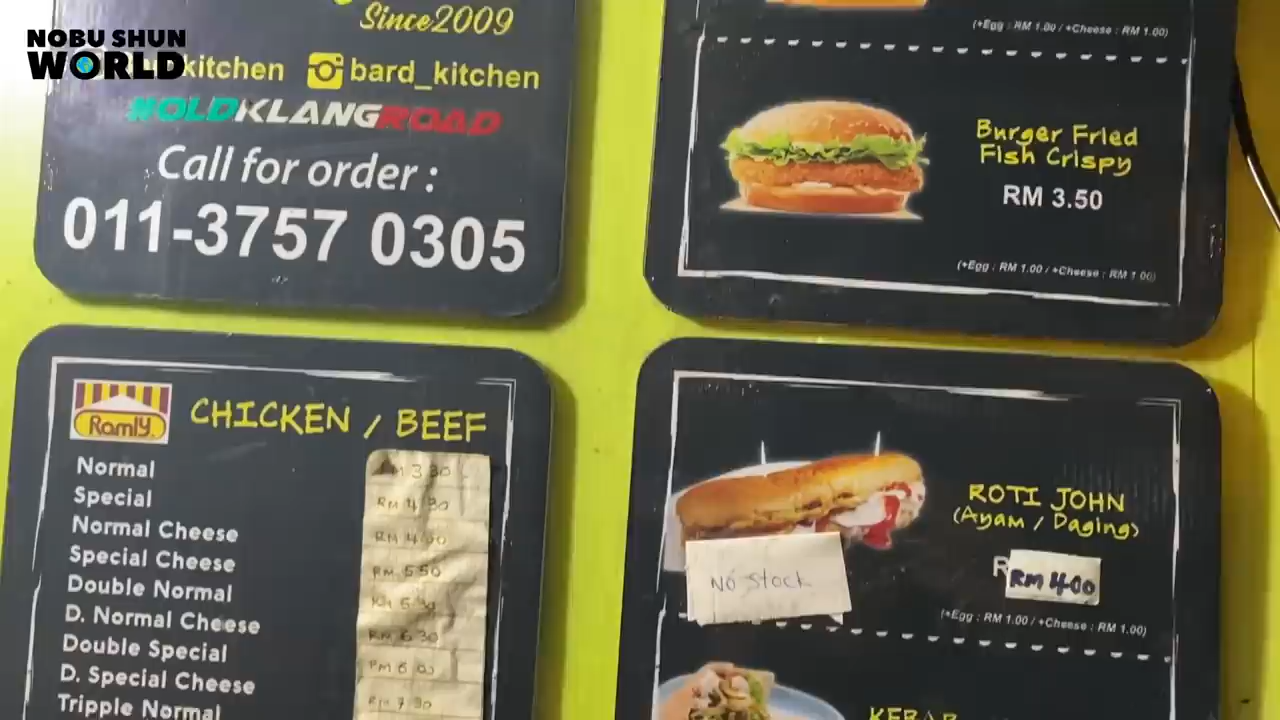 NOBU SHUN
WORLD
Since2009
kitchen
bard_kitchen
#OLDKLANGROAD
Call for order :
011-3757 0305
(+Egg : RM 1.00 / +Cheese : RM 1.00)
Burger Fried
Fish Crispy
RM 3.50
(+Egg : RM 1.00 / +Cheese : RM 1.00)
Ramly
CHICKEN / BEEF
Normal
Special
Normal Cheese
Special Cheese RM 5.50
Double Normal
D. Normal Cheese RM 6.30
Double Special RM 6.00
D. Special Cheese RM 7.30
Tripple Normal
ROTI JOHN
(Ayam / Daging)
RM 4.00
No Stock
(+Egg : RM 1.00 / +Cheese : RM 1.00)
KEBAB